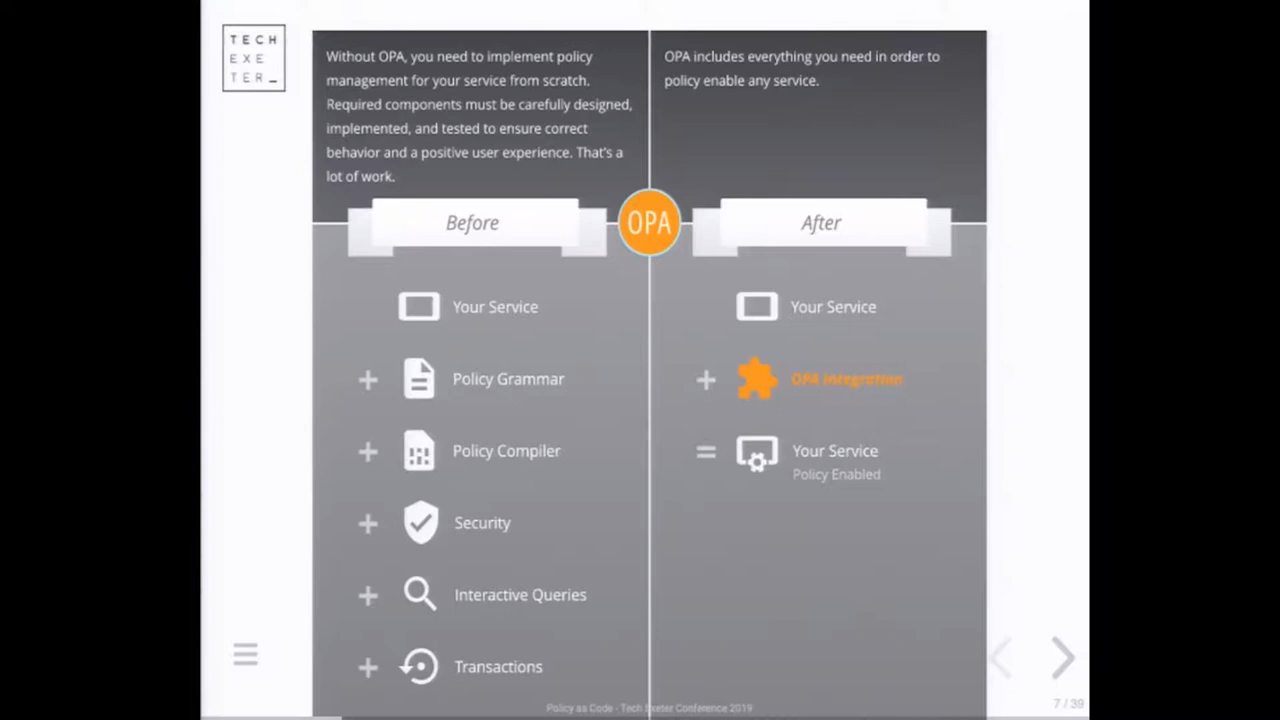 TECH
EXE
TER_
Without OPA, you need to implement policy
management for your service from scratch.
Required components must be carefully designed,
implemented, and tested to ensure correct
behavior and a positive user experience. That's a
lot of work.
OPA includes everything you need in order to
policy enable any service.
Before
OPA
After
Your Service
+ Policy Grammar
+ Policy Compiler
+ Security
+ Interactive Queries
+ Transactions
Your Service
+ OPA Integration
= Your Service
Policy Enabled
Policy as Code - Tech Exeter Conference 2019
7 / 39